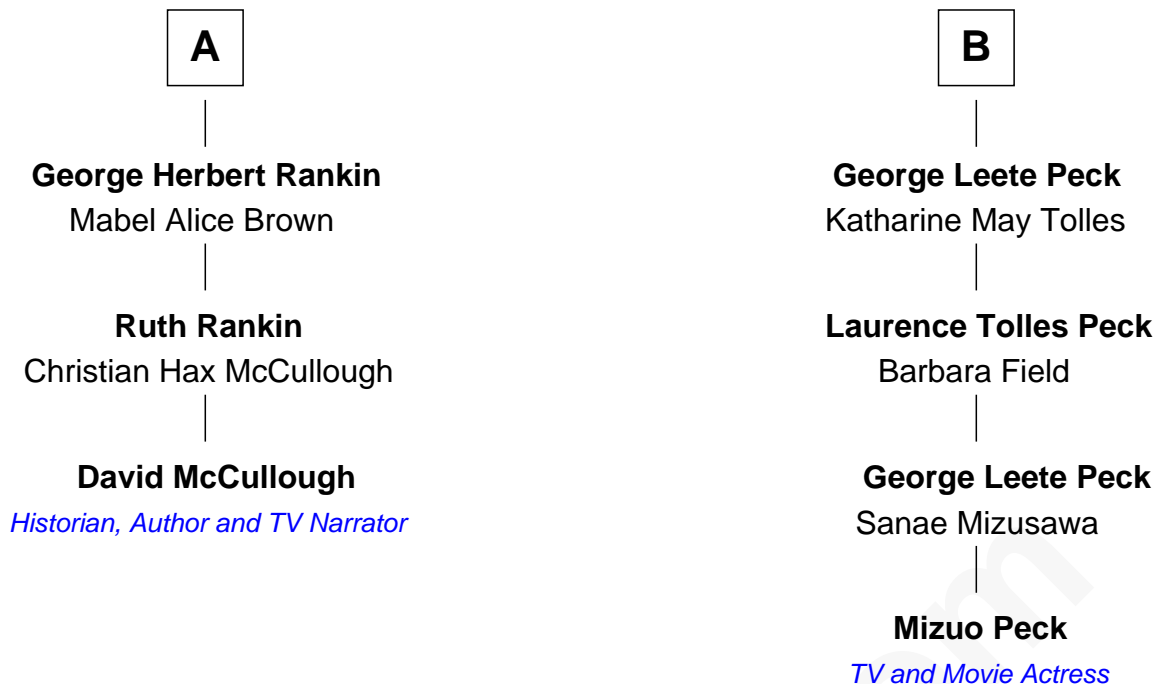 A
George Herbert Rankin
Mabel Alice Brown
Ruth Rankin
Christian Hax McCullough
David McCullough
Historian, Author and TV Narrator
B
George Leete Peck
Katharine May Tolles
Laurence Tolles Peck
Barbara Field
George Leete Peck
Sanae Mizusawa
Mizuo Peck
TV and Movie Actress